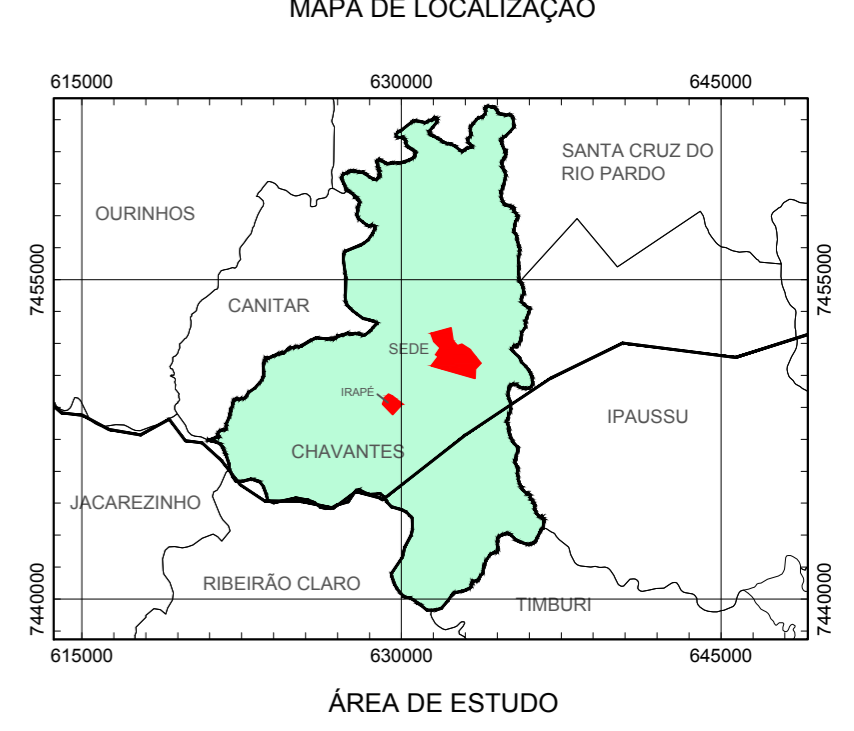 MAPA DE LOCALIZAÇÃO
615000
630000
645000
SANTA CRUZ DO
RIO PARDO
OURINHOS
7455000
7455000
CANITAR
SEDE
IRAPÉ
IPAUSSU
CHAVANTES
JACAREZINHO
RIBEIRÃO CLARO
TIMBURI
7440000
7440000
615000
630000
645000
ÁREA DE ESTUDO